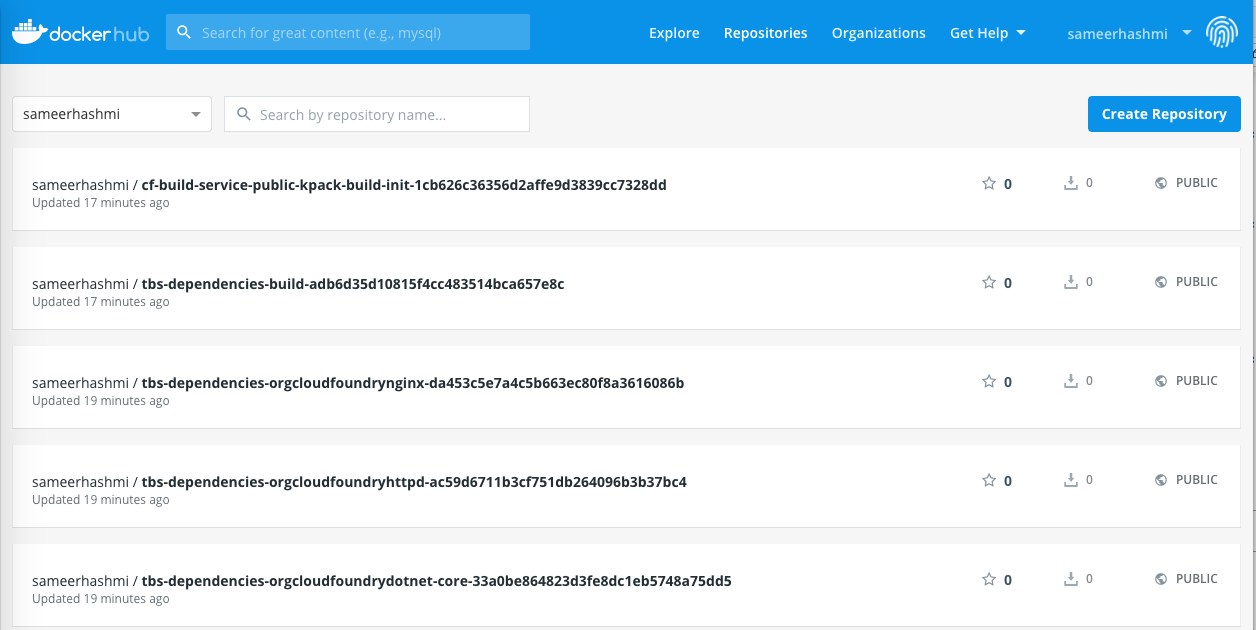 docker hub
Search for great content (e.g., mysql)
Explore
Repositories
Organizations
Get Help
sameerhashmi
sameerhashmi
Search by repository name...
Create Repository
sameerhashmi / cf-build-service-public-kpack-build-init-1cb626c36356d2affe9d3839cc7328dd
0
0
PUBLIC
Updated 17 minutes ago
sameerhashmi / tbs-dependencies-build-adb6d35d10815f4cc483514bca657e8c
0
0
PUBLIC
Updated 17 minutes ago
sameerhashmi / tbs-dependencies-orgcloudfoundrynginx-da453c5e7a4c5b663ec80f8a3616086b
0
0
PUBLIC
Updated 19 minutes ago
sameerhashmi / tbs-dependencies-orgcloudfoundryhttpd-ac59d6711b3cf751db264096b3b37bc4
0
0
PUBLIC
Updated 19 minutes ago
sameerhashmi / tbs-dependencies-orgcloudfoundrydotnet-core-33a0be864823d3fe8dc1eb5748a75dd5
0
0
PUBLIC
Updated 19 minutes ago